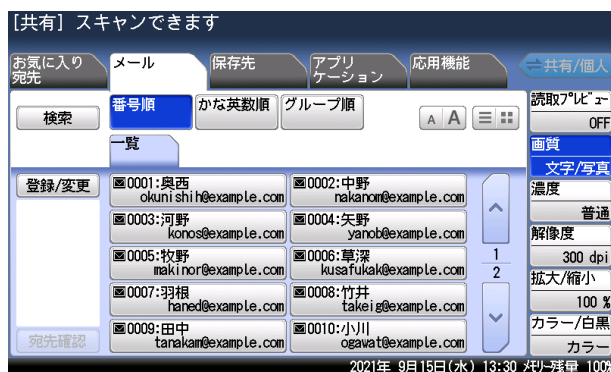 [共有] スキャンできます
お気に入り
宛先
メール
保存先
アプリ
ケーション
応用機能
共有/個人
検索
番号順
かな英数順
グループ順
A A
一覧
登録/変更
0001:奥西
okunishih@example.com
0002:中野
nakanom@example.com
0003:河野
konos@example.com
0004:矢野
yanob@example.com
0005:牧野
makinor@example.com
0006:草深
kusafukak@example.com
0007:羽根
haned@example.com
0008:竹井
takeig@example.com
0009:田中
tanakam@example.com
0010:小川
ogawat@example.com
1
2
宛先確認
読取プレビュー
OFF
画質
文字/写真
濃度
普通
解像度
300 dpi
拡大/縮小
100 %
カラー/白黒
カラー
2021年 9月15日(水) 13:30 メモリー残量 100%